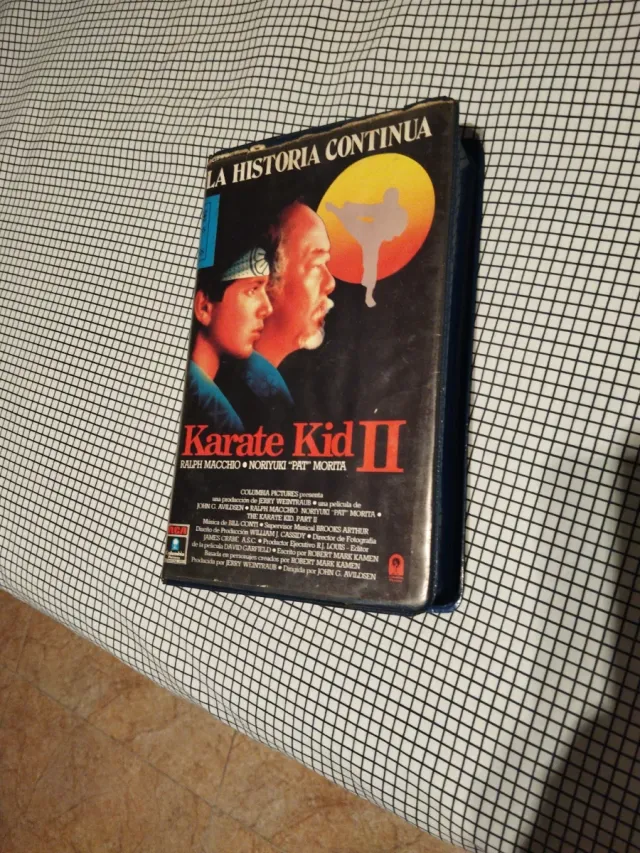 LA HISTORIA CONTINUA
Karate Kid II
RALPH MACCHIO • NORIYUKI "PAT" MORITA
COLUMBIA PICTURES presenta
una producción de JERRY WEINTRAUB • una película de
JOHN G. AVILDSEN • RALPH MACCHIO NORIYUKI "PAT" MORITA •
THE KARATE KID. PART II
Música de BILL CONTI • Supervisor Musical BROOKS ARTHUR
Diseño de Producción WILLIAM J. CASSIDY • Director de Fotografía
JAMES CRABE. A.S.C. • Productor Ejecutivo R.J. LOUIS - Editor
de la película DAVID GARFIELD • Escrito por ROBERT MARK KAMEN
Basada en personajes creados por ROBERT MARK KAMEN
Producida por JERRY WEINTRAUB • Dirigida por JOHN G. AVILDSEN
RCA
Columbia